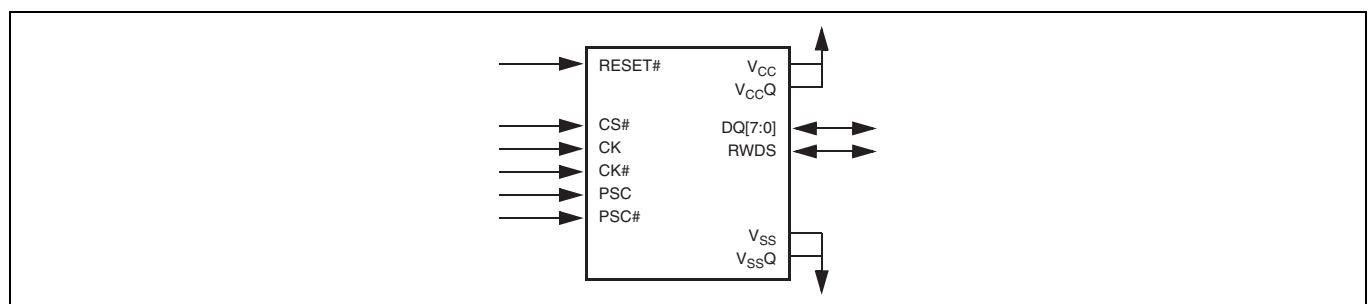 RESET#
CS#
CK
CK#
PSC
PSC#
VCC
VCCQ
DQ[7:0]
RWDS
VSS
VSSQ